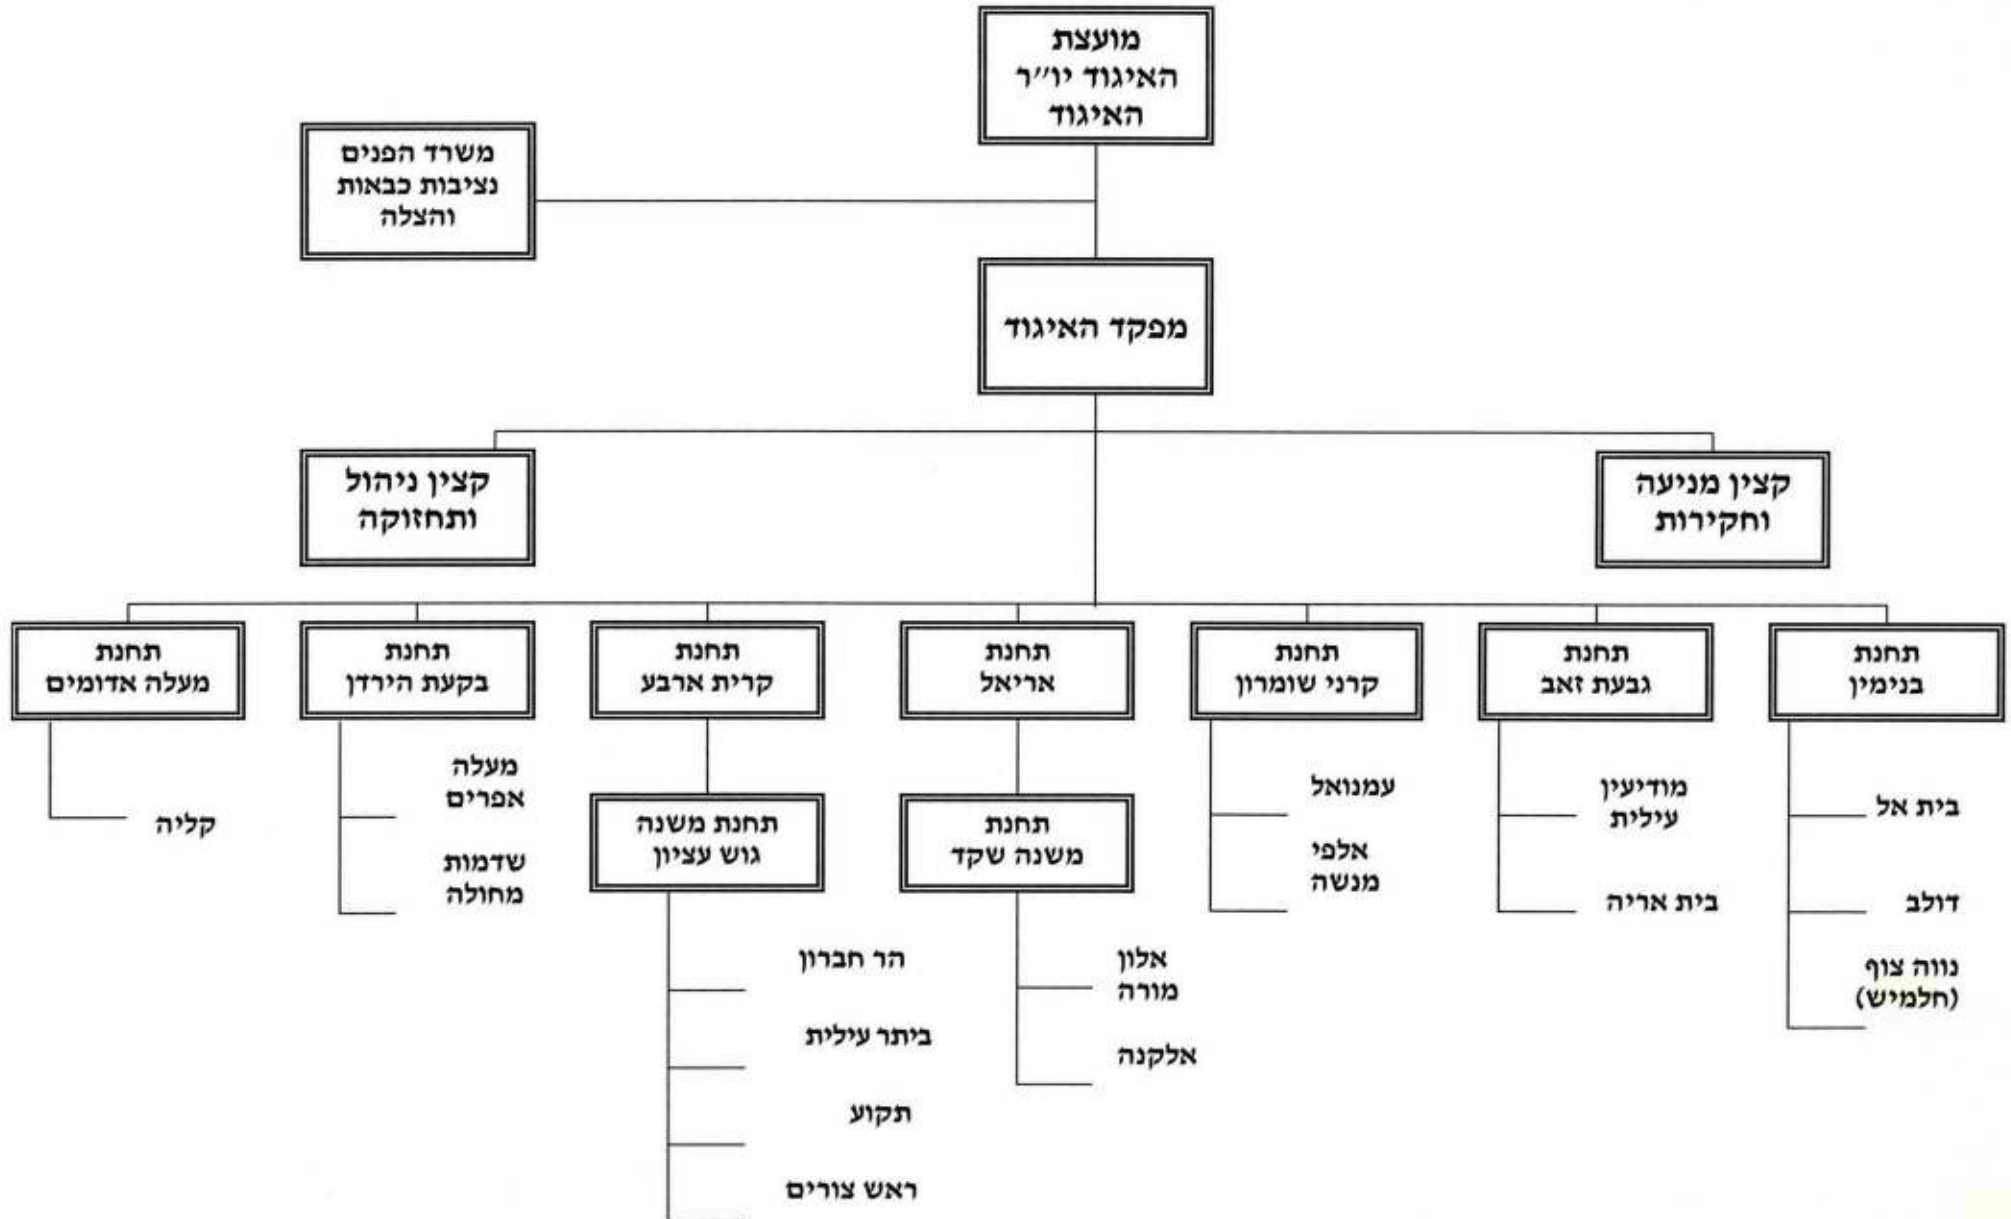 מועצת
האיגוד יו"ר
האיגוד
משרד הפנים
נציבות כבאות
והצלה
מפקד האיגוד
קצין מניעה
וחקירות
קצין ניהול
ותחזוקה
תחנת
בנימין
תחנת
גבעת זאב
תחנת
קרני שומרון
תחנת
אריאל
תחנת
קרית ארבע
תחנת
בקעת הירדן
תחנת
מעלה אדומים
בית אל
דולב
נווה צוף
(חלמיש)
מודיעין
עילית
בית אריה
עמנואל
אלפי
מנשה
תחנת
משנה שקד
אלון
מורה
אלקנה
תחנת משנה
גוש עציון
הר חברון
ביתר עילית
תקוע
ראש צורים
מעלה
אפרים
שדמות
מחולה
קליה